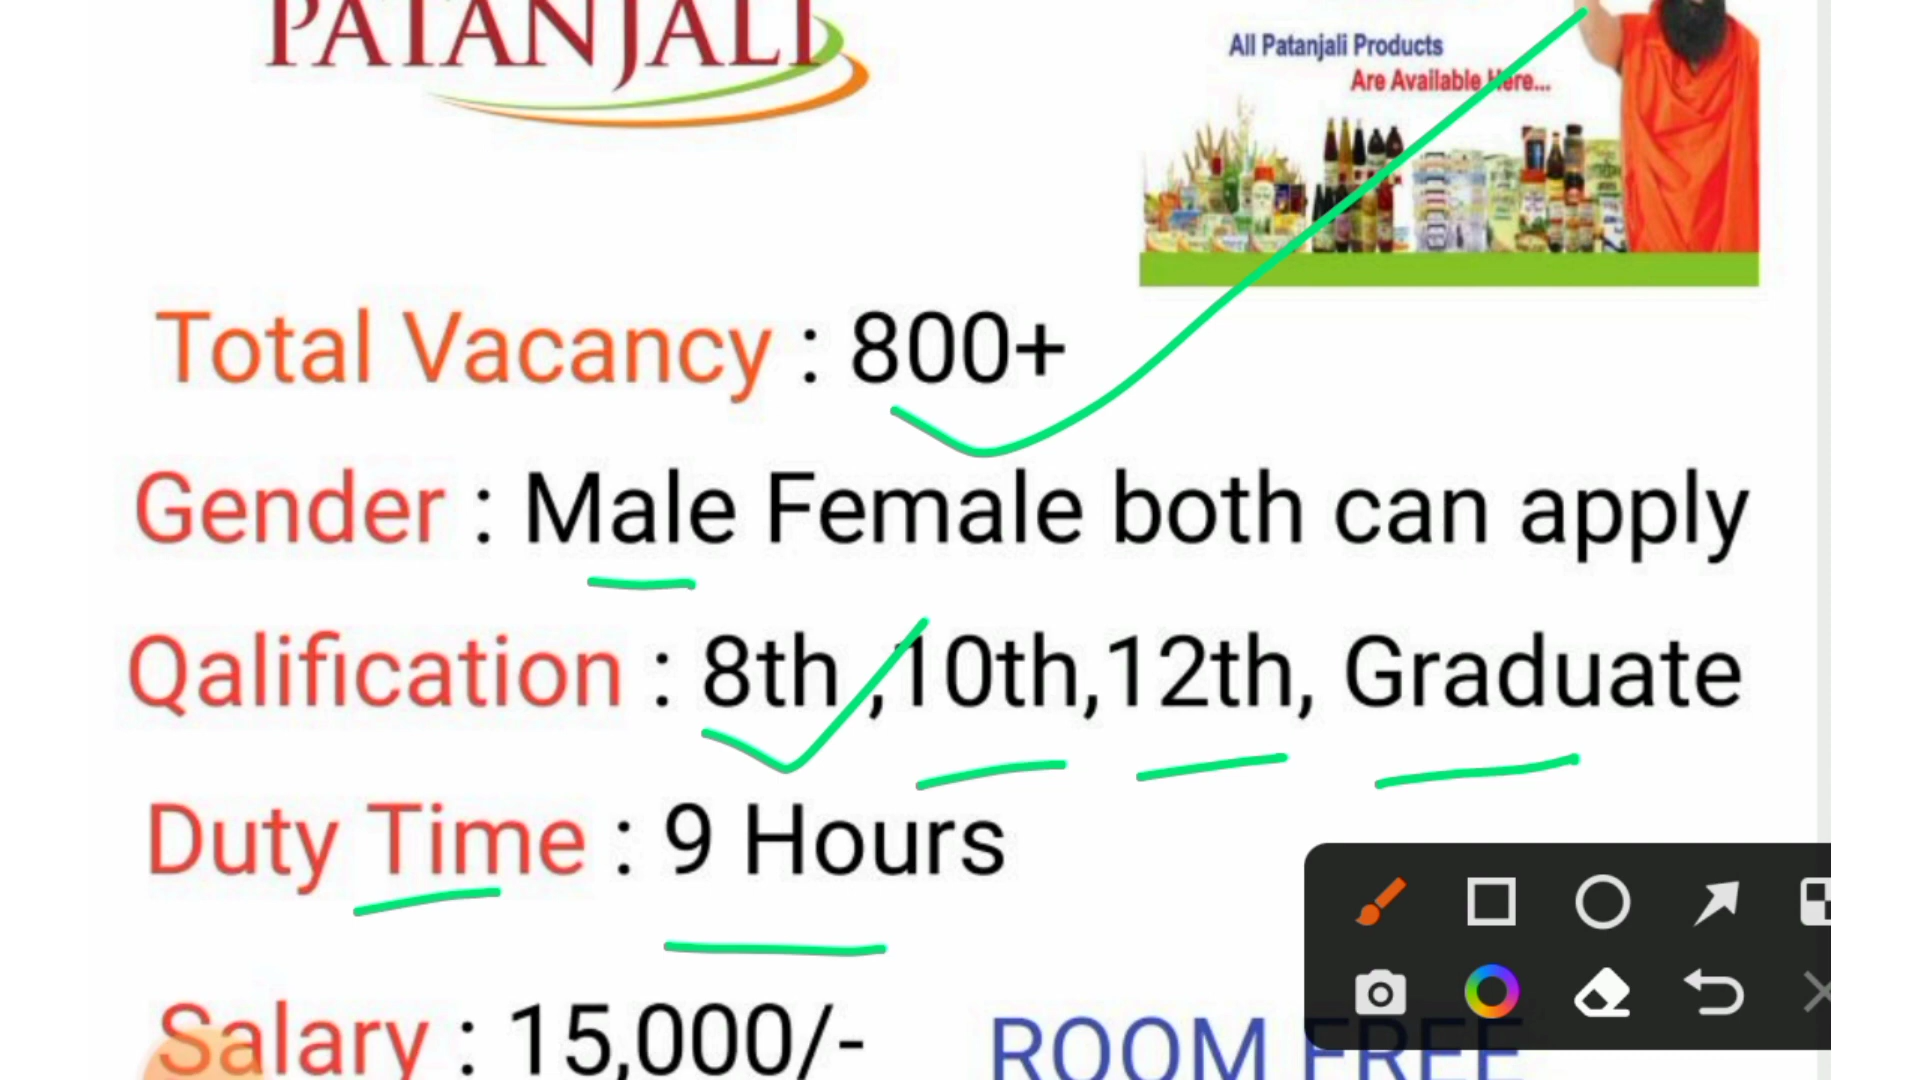 PATANJALI
All Patanjali Products
Are Available Here...
Total Vacancy : 800+
Gender : Male Female both can apply
Qalification : 8th ,10th,12th, Graduate
Duty Time : 9 Hours
Salary : 15,000/- ROOM FREE